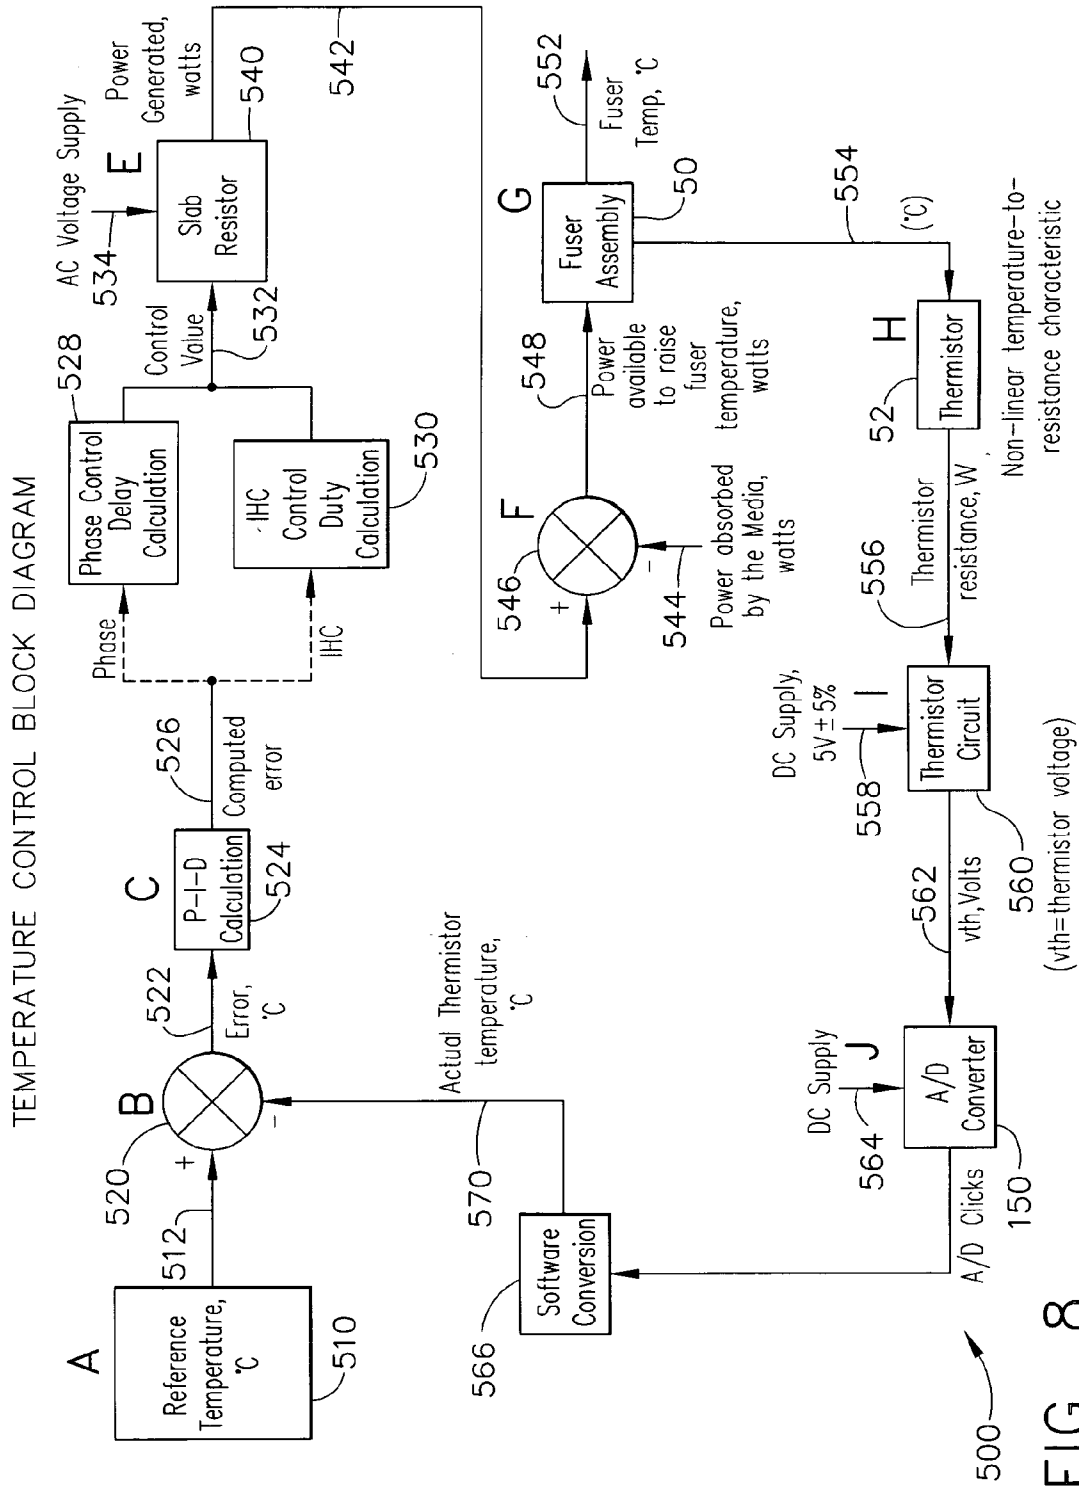 TEMPERATURE CONTROL BLOCK DIAGRAM
A
Reference
Temperature,
°C
510
512
+
-
520
B
522
Error,
°C
C
P-I-D
Calculation
524
526
Computed
error
Phase
IHC
528
Phase Control
Delay
Calculation
IHC
Control
Duty
Calculation
530
Control
Value
532
AC Voltage Supply
534
E
Slab
Resistor
540
Power
Generated,
watts
542
546
F
+
-
544
Power absorbed
by the Media,
watts
548
Power
available
to raise
fuser
temperature,
watts
G
Fuser
Assembly
50
552
Fuser
Temp, °C
554
(°C)
H
52
Thermistor
Non-linear temperature-to-
resistance characteristic
556
Thermistor
resistance, W
DC Supply,
5V±5%
I
558
Thermistor
Circuit
560
562
vth, Volts
(vth=thermistor voltage)
DC Supply
J
564
A/D
Converter
150
A/D Clicks
566
Software
Conversion
570
Actual Thermistor
temperature,
°C
500
FIG. 8